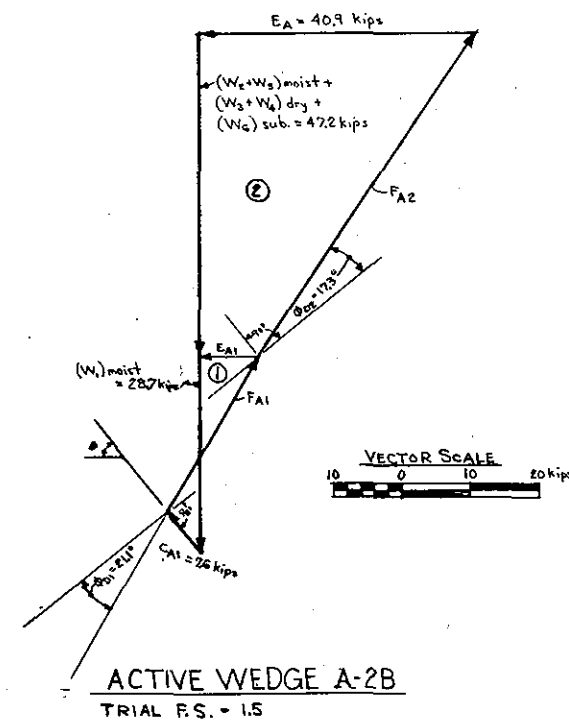 E_A = 40.9 kips
(W₂+W₅) moist +
(W₃+W₄) dry +
(W₆) sub. = 47.2 kips
②
F_A2
Φ_D2 = 17.3°
90°
E_A1
①
(W₁) moist
= 28.7 kips
F_A1
VECTOR SCALE
10 0 10 20 kips
90°
C_A1 = 7.6 kips
Φ_D1 = 21.1°
ACTIVE WEDGE A-2B
TRIAL F.S. = 1.5